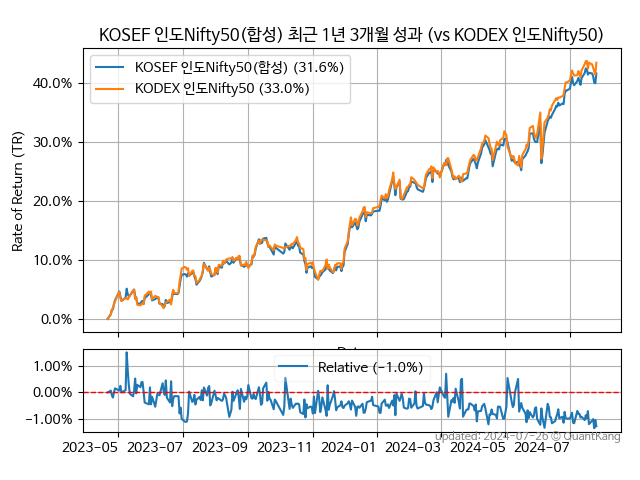 KOSEF 인도Nifty50(합성) 최근 1년 3개월 성과 (vs KODEX 인도Nifty50)
KOSEF 인도Nifty50(합성) (31.6%)
KODEX 인도Nifty50 (33.0%)
Rate of Return (TR)
40.0%
30.0%
20.0%
10.0%
0.0%
Relative (−1.0%)
1.00%
0.00%
−1.00%
2023−05 2023−07 2023−09 2023−11 2024−01 2024−03 2024−05 2024−07
Updated: 2024−07−26 © QuantKang